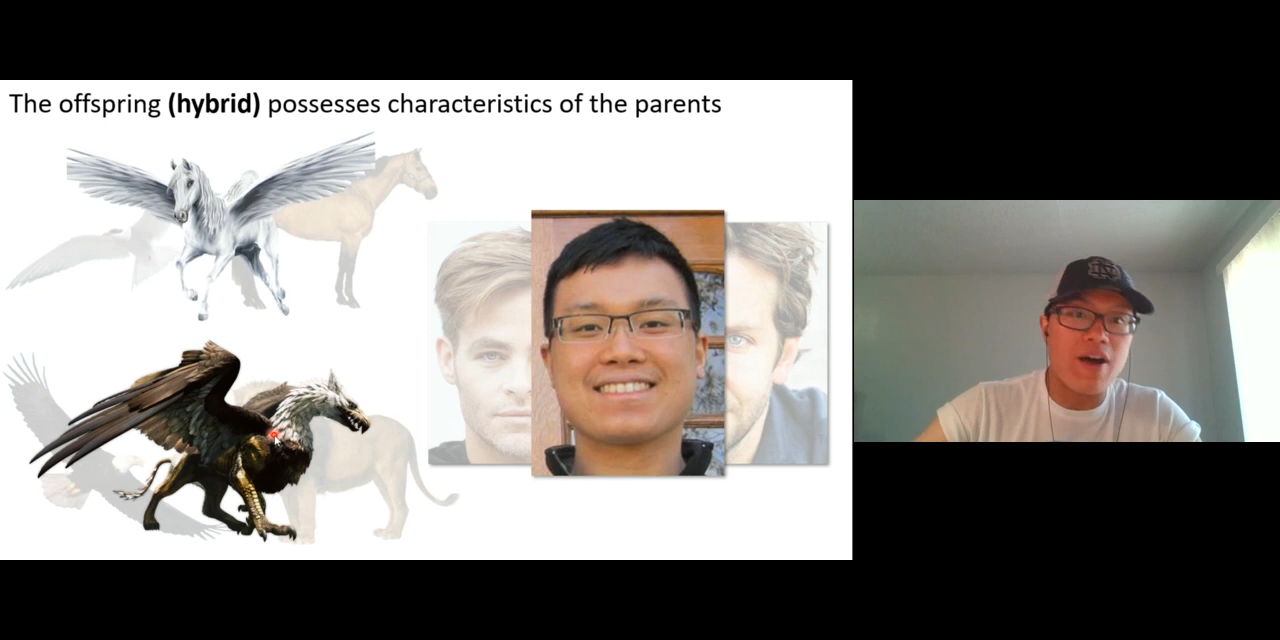 The offspring (hybrid) possesses characteristics of the parents